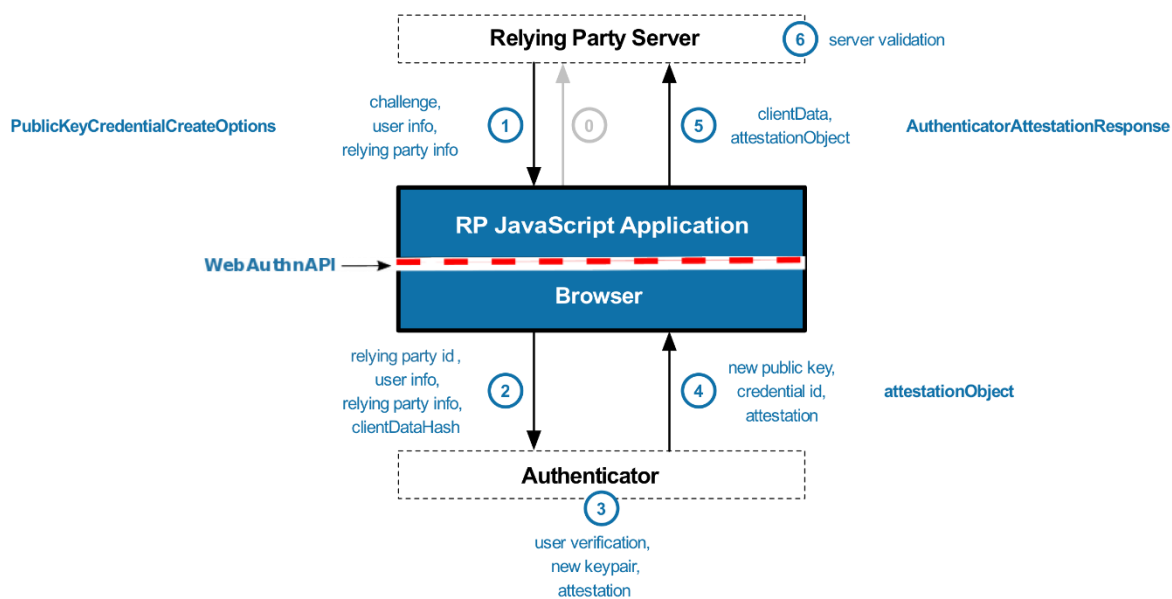 Relying Party Server
6
server validation
PublicKeyCredentialCreateOptions
challenge,
user info,
relying party info
1
0
5
clientData,
attestationObject
AuthenticatorAttestationResponse
RP JavaScript Application
WebAuthnAPI
Browser
relying party id ,
user info,
relying party info,
clientDataHash
2
4
new public key,
credential id,
attestation
attestationObject
Authenticator
3
user verification,
new keypair,
attestation